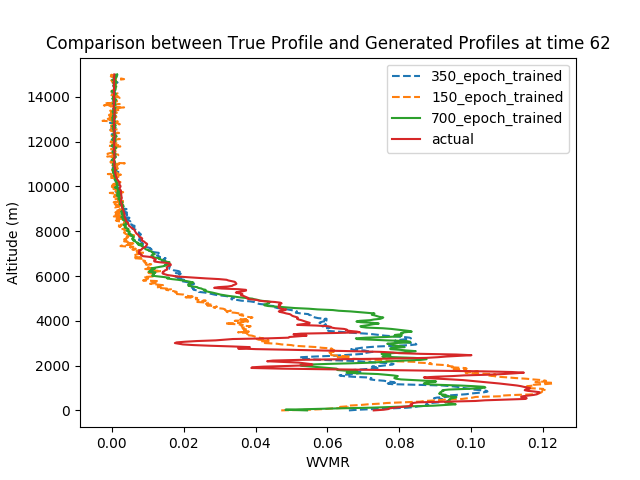 Comparison between True Profile and Generated Profiles at time 62
350_epoch_trained
150_epoch_trained
700_epoch_trained
actual
Altitude (m)
14000
12000
10000
8000
6000
4000
2000
0
0.00 0.02 0.04 0.06 0.08 0.10 0.12
WVMR